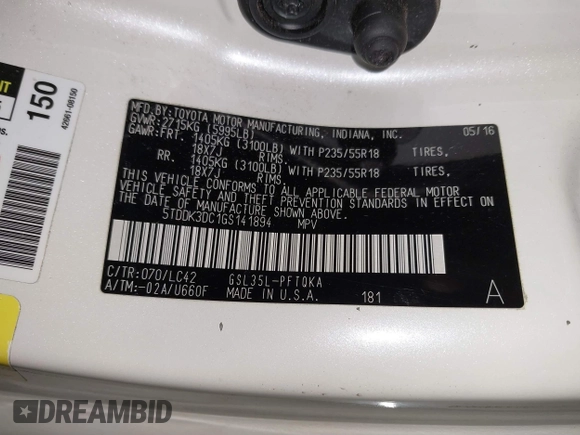 150
42661-08150
MFD.BY:TOYOTA MOTOR MANUFACTURING, INDIANA, INC. 05/16
GVWR: 2715KG (5995LB)
GAWR:FRT. 1405KG (3100LB) WITH P235/55R18 TIRES,
18X7J RIMS.
RR. 1405KG (3100LB) WITH P235/55R18 TIRES,
18X7J RIMS.
THIS VEHICLE CONFORMS TO ALL APPLICABLE FEDERAL MOTOR
VEHICLE SAFETY AND THEFT PREVENTION STANDARDS IN EFFECT ON
THE DATE OF MANUFACTURE SHOWN ABOVE.
5TDDK3DC1GS141894 MPV
C/TR:070/LC42 GSL35L-PFTQKA
A/TM:-02A/U660F MADE IN U.S.A. 181 A
DREAMBID